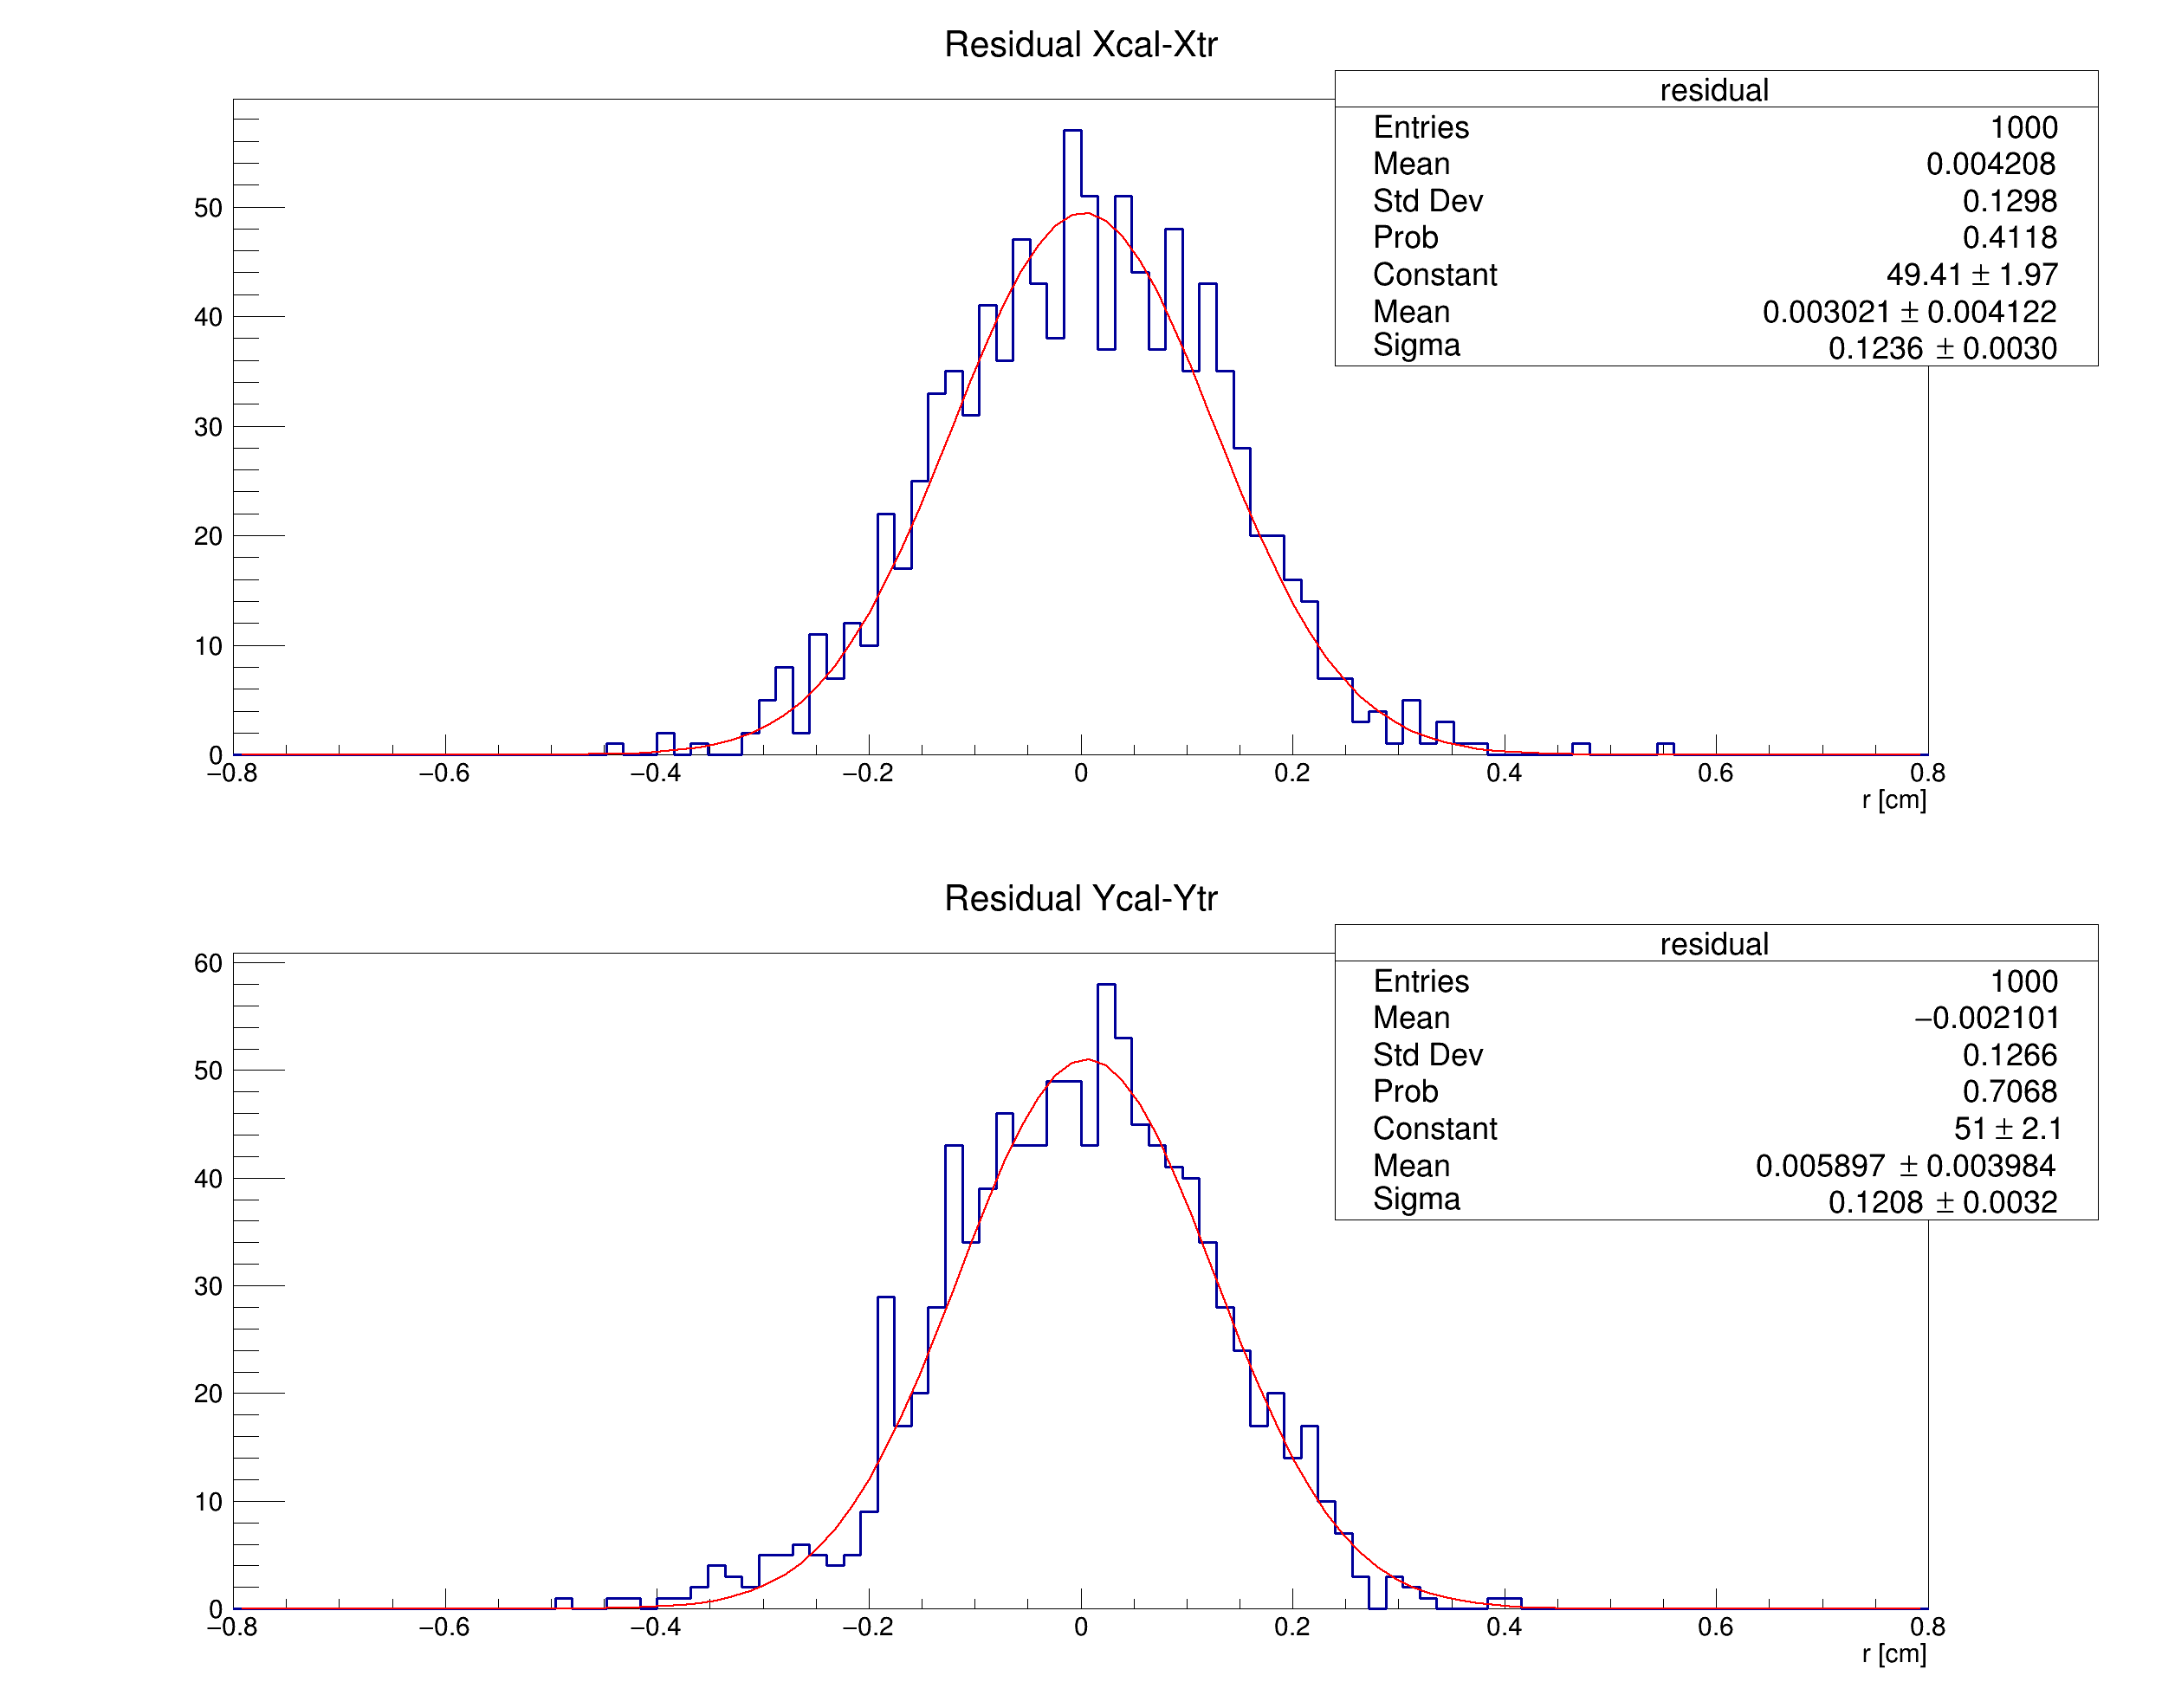 Residual Xcal-Xtr
residual
Entries 1000
Mean 0.004208
Std Dev 0.1298
Prob 0.4118
Constant 49.41 ± 1.97
Mean 0.003021 ± 0.004122
Sigma 0.1236 ± 0.0030
50
40
30
20
10
0
−0.8 −0.6 −0.4 −0.2 0 0.2 0.4 0.6 0.8
r [cm]
Residual Ycal-Ytr
residual
Entries 1000
Mean −0.002101
Std Dev 0.1266
Prob 0.7068
Constant 51 ± 2.1
Mean 0.005897 ± 0.003984
Sigma 0.1208 ± 0.0032
60
50
40
30
20
10
0
−0.8 −0.6 −0.4 −0.2 0 0.2 0.4 0.6 0.8
r [cm]